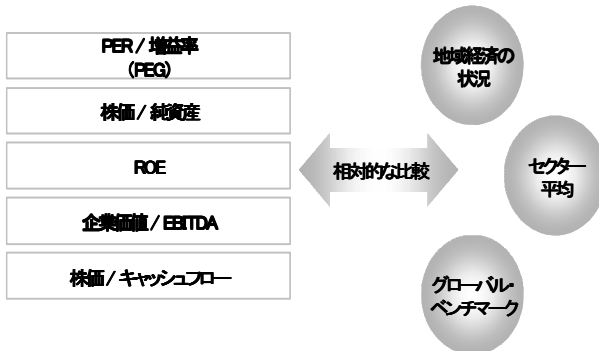 PER / 増益率
(PEG)
株価 / 純資産
ROE
企業価値 / EBITDA
株価 / キャッシュフロー
相対的な比較
地域経済の
状況
セクター
平均
グローバル・
ベンチマーク